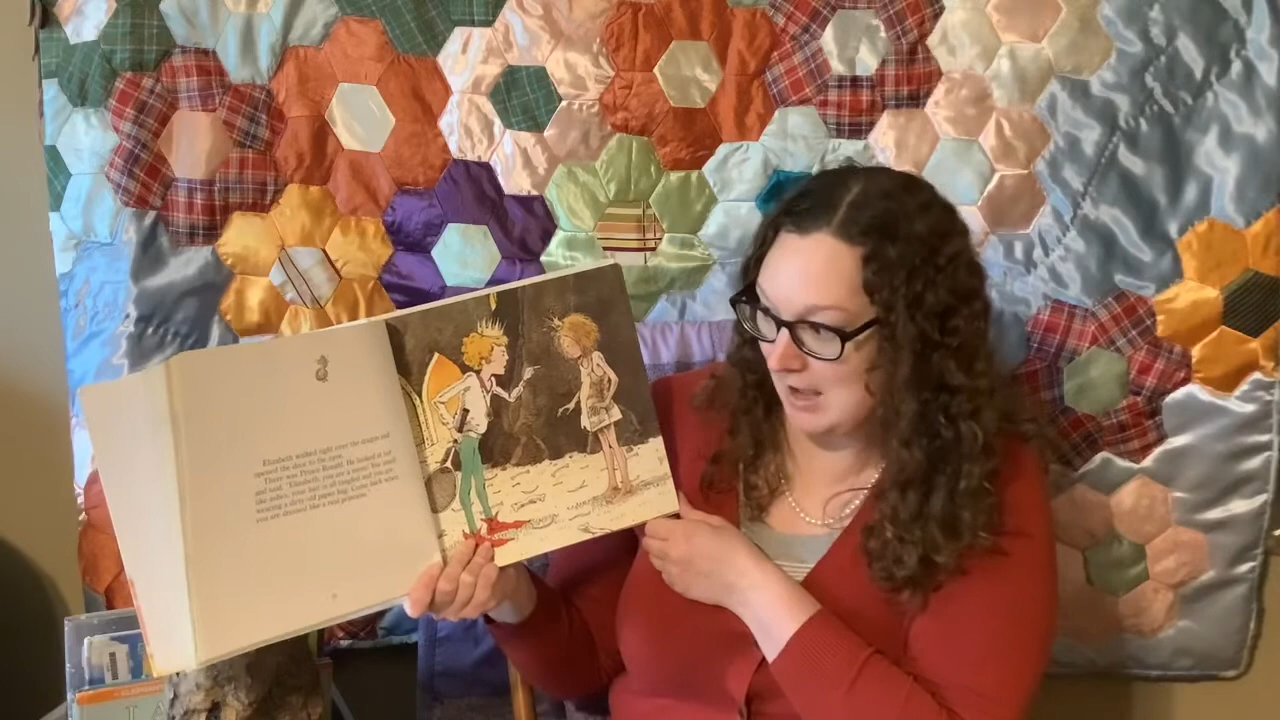 Elizabeth walked right over the dragon and
opened the door to the cave.
There was Prince Ronald. He looked at her
and said, "Elizabeth, you are a mess! You smell
like ashes, your hair is all tangled and you are
wearing a dirty old paper bag. Come back when
you are dressed like a real princess."